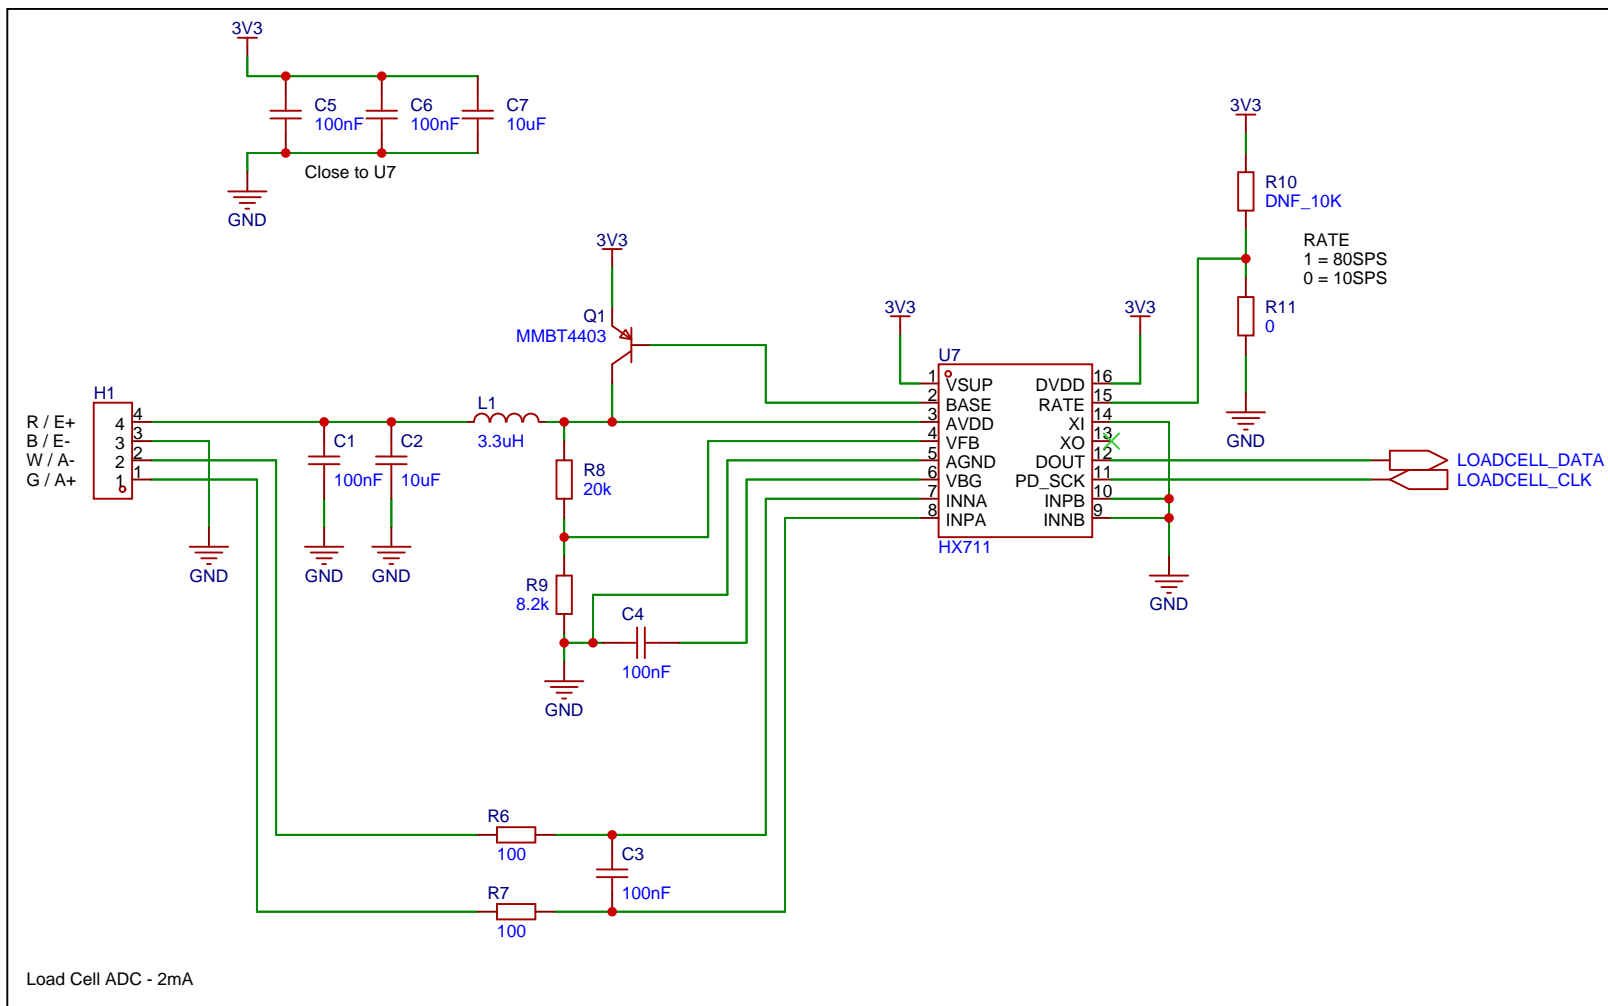 3V3
C5
100nF
C6
100nF
C7
10uF
Close to U7
GND
3V3
R10
DNF_10K
RATE
1 = 80SPS
0 = 10SPS
R11
0
GND
3V3
Q1
MMBT4403
3V3
3V3
U7
1
VSUP
2
BASE
3
AVDD
4
VFB
5
AGND
6
VBG
7
INNA
8
INPA
DVDD
16
RATE
15
XI
14
XO
13
DOUT
12
PD_SCK
11
INPB
10
INNB
9
HX711
LOADCELL_DATA
LOADCELL_CLK
GND
H1
R / E+
4
4
B / E-
3
3
W / A-
2
2
G / A+
1
1
GND
C1
100nF
GND
C2
10uF
GND
L1
3.3uH
R8
20k
R9
8.2k
C4
100nF
GND
R6
100
C3
100nF
R7
100
Load Cell ADC - 2mA